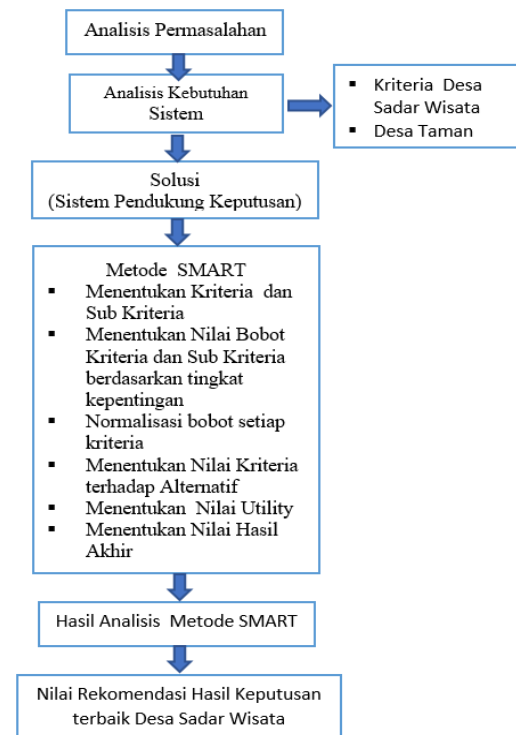 Analisis Permasalahan
Analisis Kebutuhan
Sistem
▪ Kriteria Desa
Sadar Wisata
▪ Desa Taman
Solusi
(Sistem Pendukung Keputusan)
Metode SMART
▪ Menentukan Kriteria dan
Sub Kriteria
▪ Menentukan Nilai Bobot
Kriteria dan Sub Kriteria
berdasarkan tingkat
kepentingan
▪ Normalisasi bobot setiap
kriteria
▪ Menentukan Nilai Kriteria
terhadap Alternatif
▪ Menentukan Nilai Utility
▪ Menentukan Nilai Hasil
Akhir
Hasil Analisis Metode SMART
Nilai Rekomendasi Hasil Keputusan
terbaik Desa Sadar Wisata